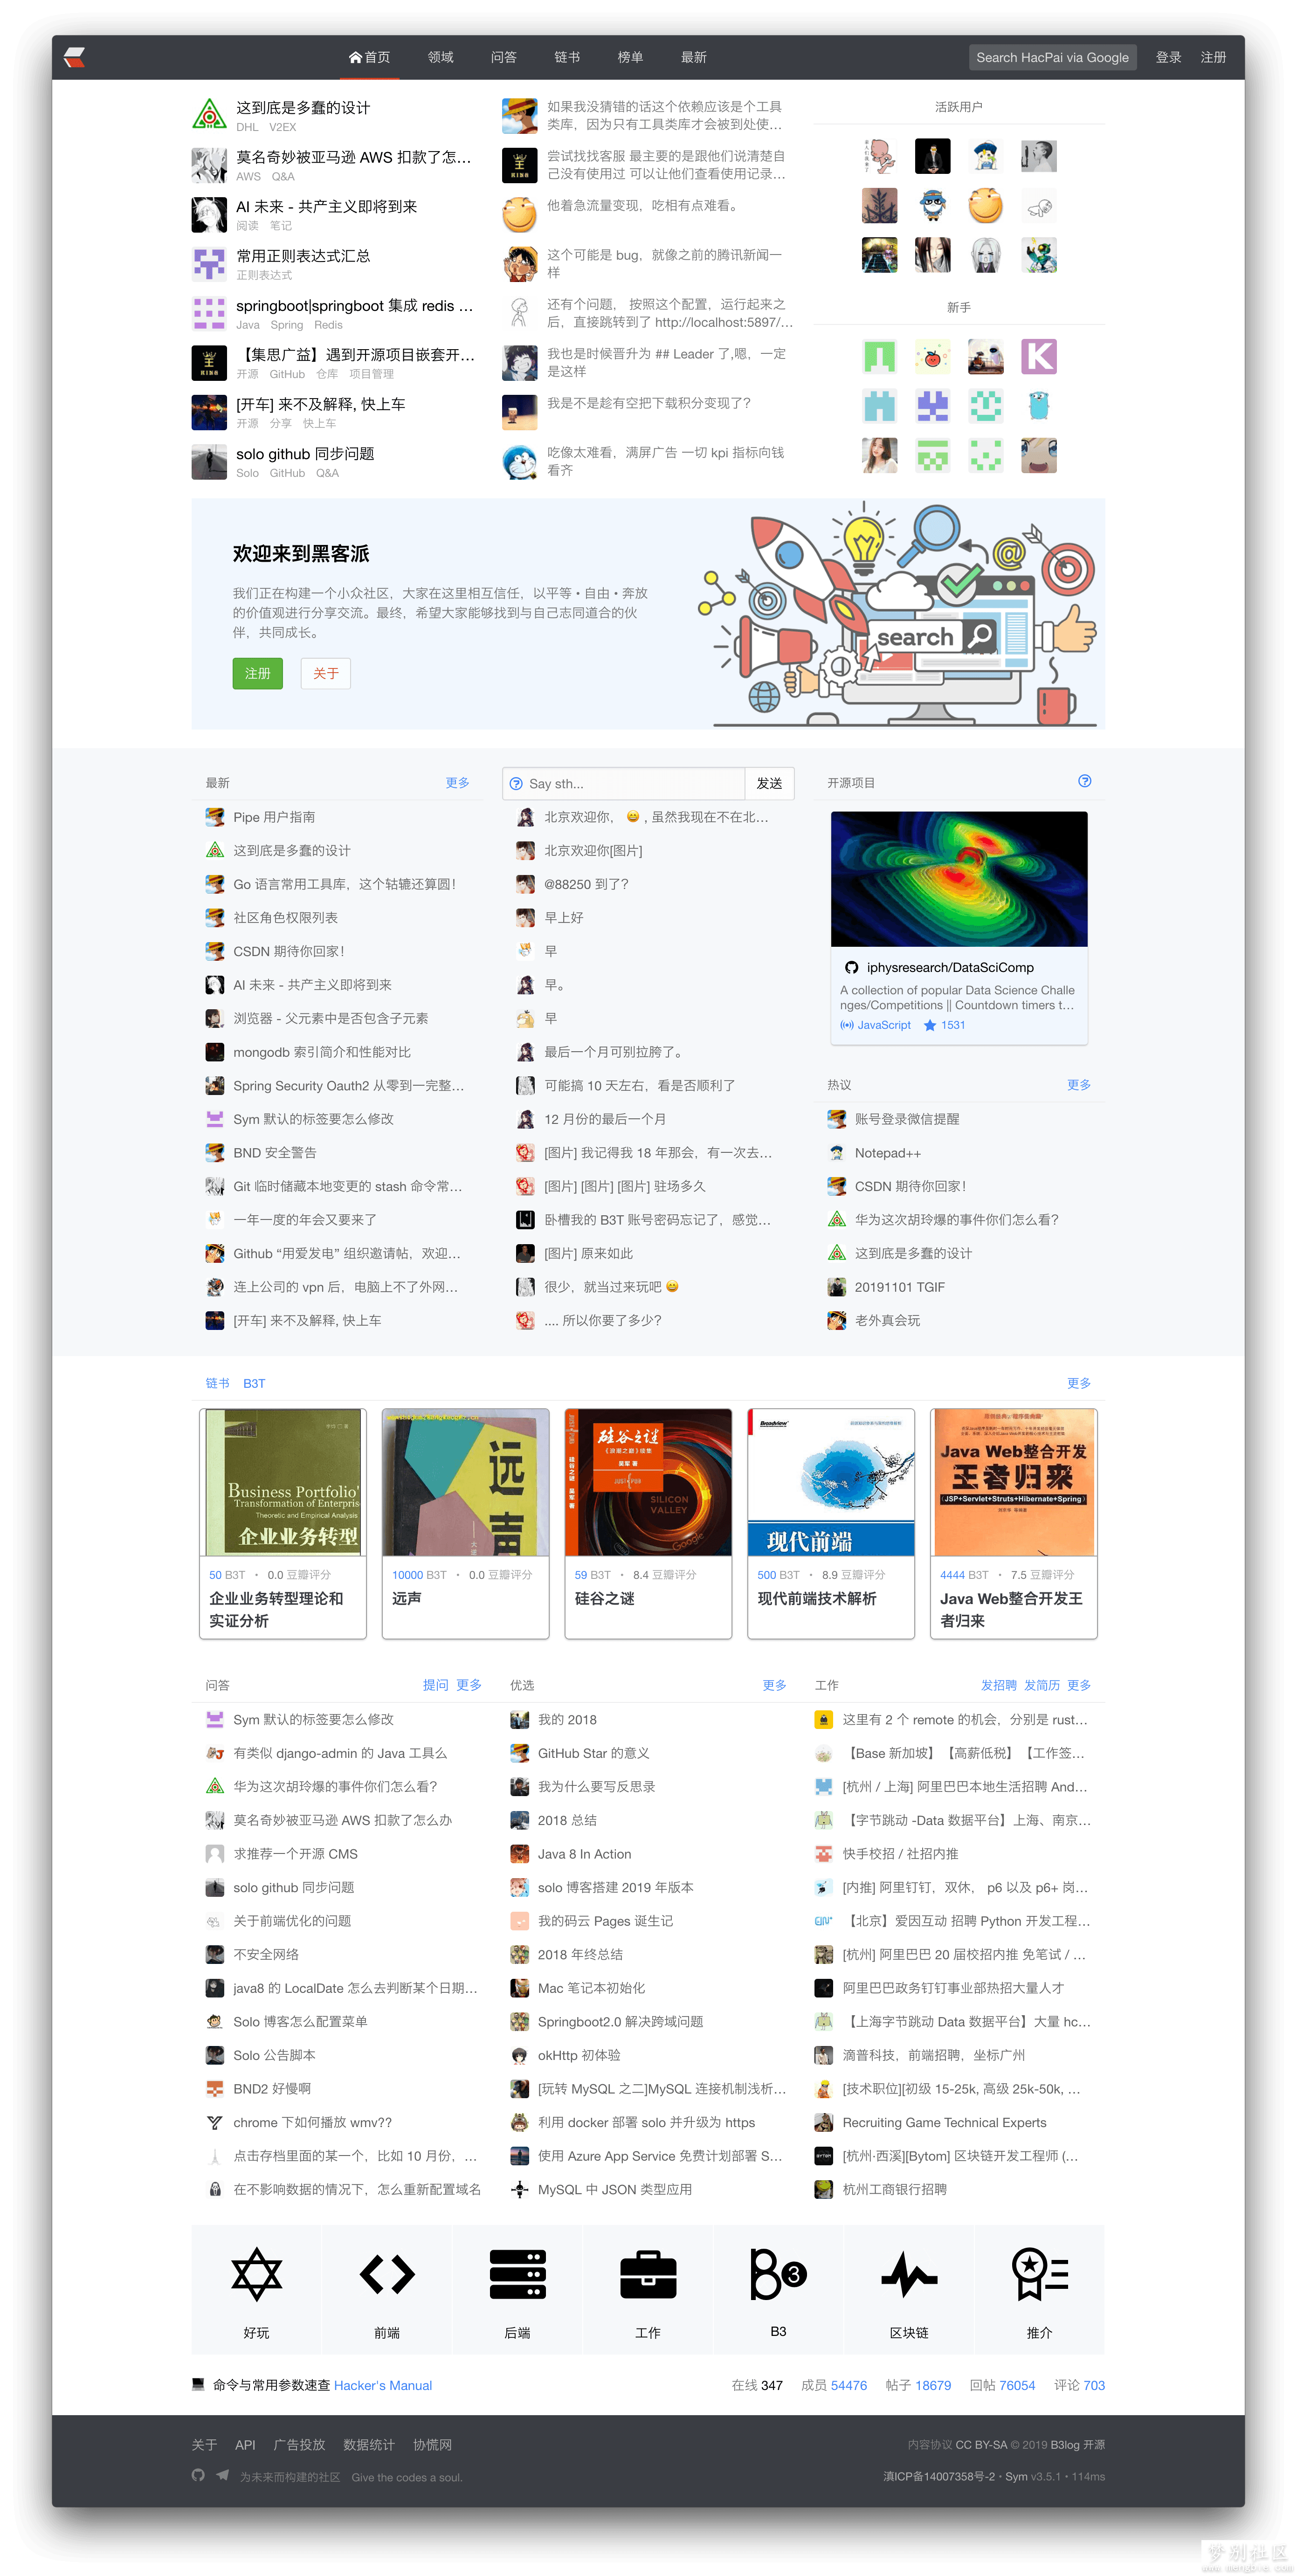 首页 领域 问答 链书 榜单 最新 Search HacPai via Google 登录 注册
这到底是多蠢的设计
DHL V2EX
莫名奇妙被亚马逊 AWS 扣款了怎...
AWS Q&A
AI 未来 - 共产主义即将到来
阅读 笔记
常用正则表达式汇总
正则表达式
springboot|springboot 集成 redis ...
Java Spring Redis
【集思广益】遇到开源项目嵌套开...
开源 GitHub 仓库 项目管理
[开车] 来不及解释, 快上车
开源 分享 快上车
solo github 同步问题
Solo GitHub Q&A
如果我没猜错的话这个依赖应该是个工具
类库，因为只有工具类库才会被到处使...
尝试找找客服 最主要的是跟他们说清楚自
己没有使用过 可以让他们查看使用记录...
他着急流量变现，吃相有点难看。
这个可能是 bug，就像之前的腾讯新闻一
样
还有个问题， 按照这个配置，运行起来之
后，直接跳转到了 http://localhost:5897/...
我也是时候晋升为 ## Leader 了,嗯，一定
是这样
我是不是趁有空把下载积分变现了？
吃像太难看，满屏广告 一切 kpi 指标向钱
看齐
活跃用户
新手
K
欢迎来到黑客派
我们正在构建一个小众社区，大家在这里相互信任，以平等 • 自由 • 奔放
的价值观进行分享交流。最终，希望大家能够找到与自己志同道合的伙
伴，共同成长。
注册 关于
search
最新 更多
Pipe 用户指南
这到底是多蠢的设计
Go 语言常用工具库，这个轱辘还算圆！
社区角色权限列表
CSDN 期待你回家！
AI 未来 - 共产主义即将到来
浏览器 - 父元素中是否包含子元素
mongodb 索引简介和性能对比
Spring Security Oauth2 从零到一完整...
Sym 默认的标签要怎么修改
BND 安全警告
Git 临时储藏本地变更的 stash 命令常...
一年一度的年会又要来了
Github “用爱发电” 组织邀请帖，欢迎...
连上公司的 vpn 后，电脑上不了外网...
[开车] 来不及解释, 快上车
Say sth... 发送
北京欢迎你， 😄 , 虽然我现在不在北...
北京欢迎你[图片]
@88250 到了？
早上好
早
早。
早
最后一个月可别拉胯了。
可能搞 10 天左右，看是否顺利了
12 月份的最后一个月
[图片] 我记得我 18 年那会，有一次去...
[图片] [图片] [图片] 驻场多久
卧槽我的 B3T 账号密码忘记了，感觉...
[图片] 原来如此
很少，就当过来玩吧 😄
.... 所以你要了多少？
开源项目
iphysresearch/DataSciComp
A collection of popular Data Science Challe
nges/Competitions || Countdown timers t...
JavaScript 1531
热议 更多
账号登录微信提醒
Notepad++
CSDN 期待你回家！
华为这次胡玲爆的事件你们怎么看？
这到底是多蠢的设计
20191101 TGIF
老外真会玩
链书 B3T 更多
Business Portfolio'
Transformation of Enterpris
Theoretic and Empirical Analysis
企业业务转型
50 B3T • 0.0 豆瓣评分
企业业务转型理论和
实证分析
远声
10000 B3T • 0.0 豆瓣评分
远声
硅谷之谜
《浪潮之巅》续集
吴军 著
SILICON
VALLEY
Google
59 B3T • 8.4 豆瓣评分
硅谷之谜
Broadview
现代前端
500 B3T • 8.9 豆瓣评分
现代前端技术解析
Java Web整合开发
王者归来
(JSP+Servlet+Struts+Hibernate+Spring)
4444 B3T • 7.5 豆瓣评分
Java Web整合开发王
者归来
问答 提问 更多
Sym 默认的标签要怎么修改
有类似 django-admin 的 Java 工具么
华为这次胡玲爆的事件你们怎么看？
莫名奇妙被亚马逊 AWS 扣款了怎么办
求推荐一个开源 CMS
solo github 同步问题
关于前端优化的问题
不安全网络
java8 的 LocalDate 怎么去判断某个日期...
Solo 博客怎么配置菜单
Solo 公告脚本
BND2 好慢啊
chrome 下如何播放 wmv??
点击存档里面的某一个，比如 10 月份，...
在不影响数据的情况下，怎么重新配置域名
优选 更多
我的 2018
GitHub Star 的意义
我为什么要写反思录
2018 总结
Java 8 In Action
solo 博客搭建 2019 年版本
我的码云 Pages 诞生记
2018 年终总结
Mac 笔记本初始化
Springboot2.0 解决跨域问题
okHttp 初体验
[玩转 MySQL 之二]MySQL 连接机制浅析...
利用 docker 部署 solo 并升级为 https
使用 Azure App Service 免费计划部署 S...
MySQL 中 JSON 类型应用
工作 发招聘 发简历 更多
这里有 2 个 remote 的机会，分别是 rust...
【Base 新加坡】【高薪低税】【工作签...
[杭州 / 上海] 阿里巴巴本地生活招聘 And...
【字节跳动 -Data 数据平台】上海、南京...
快手校招 / 社招内推
[内推] 阿里钉钉，双休， p6 以及 p6+ 岗...
【北京】爱因互动 招聘 Python 开发工程...
[杭州] 阿里巴巴 20 届校招内推 免笔试 / ...
阿里巴巴政务钉钉事业部热招大量人才
【上海字节跳动 Data 数据平台】大量 hc...
滴普科技，前端招聘，坐标广州
[技术职位][初级 15-25k, 高级 25k-50k, ...
Recruiting Game Technical Experts
[杭州·西溪][Bytom] 区块链开发工程师 (...
杭州工商银行招聘
好玩 前端 后端 工作 B3 区块链 推介
命令与常用参数速查 Hacker's Manual 在线 347 成员 54476 帖子 18679 回帖 76054 评论 703
关于 API 广告投放 数据统计 协慌网 内容协议 CC BY-SA © 2019 B3log 开源
为未来而构建的社区 Give the codes a soul. 滇ICP备14007358号-2 • Sym v3.5.1 • 114ms
梦别社区